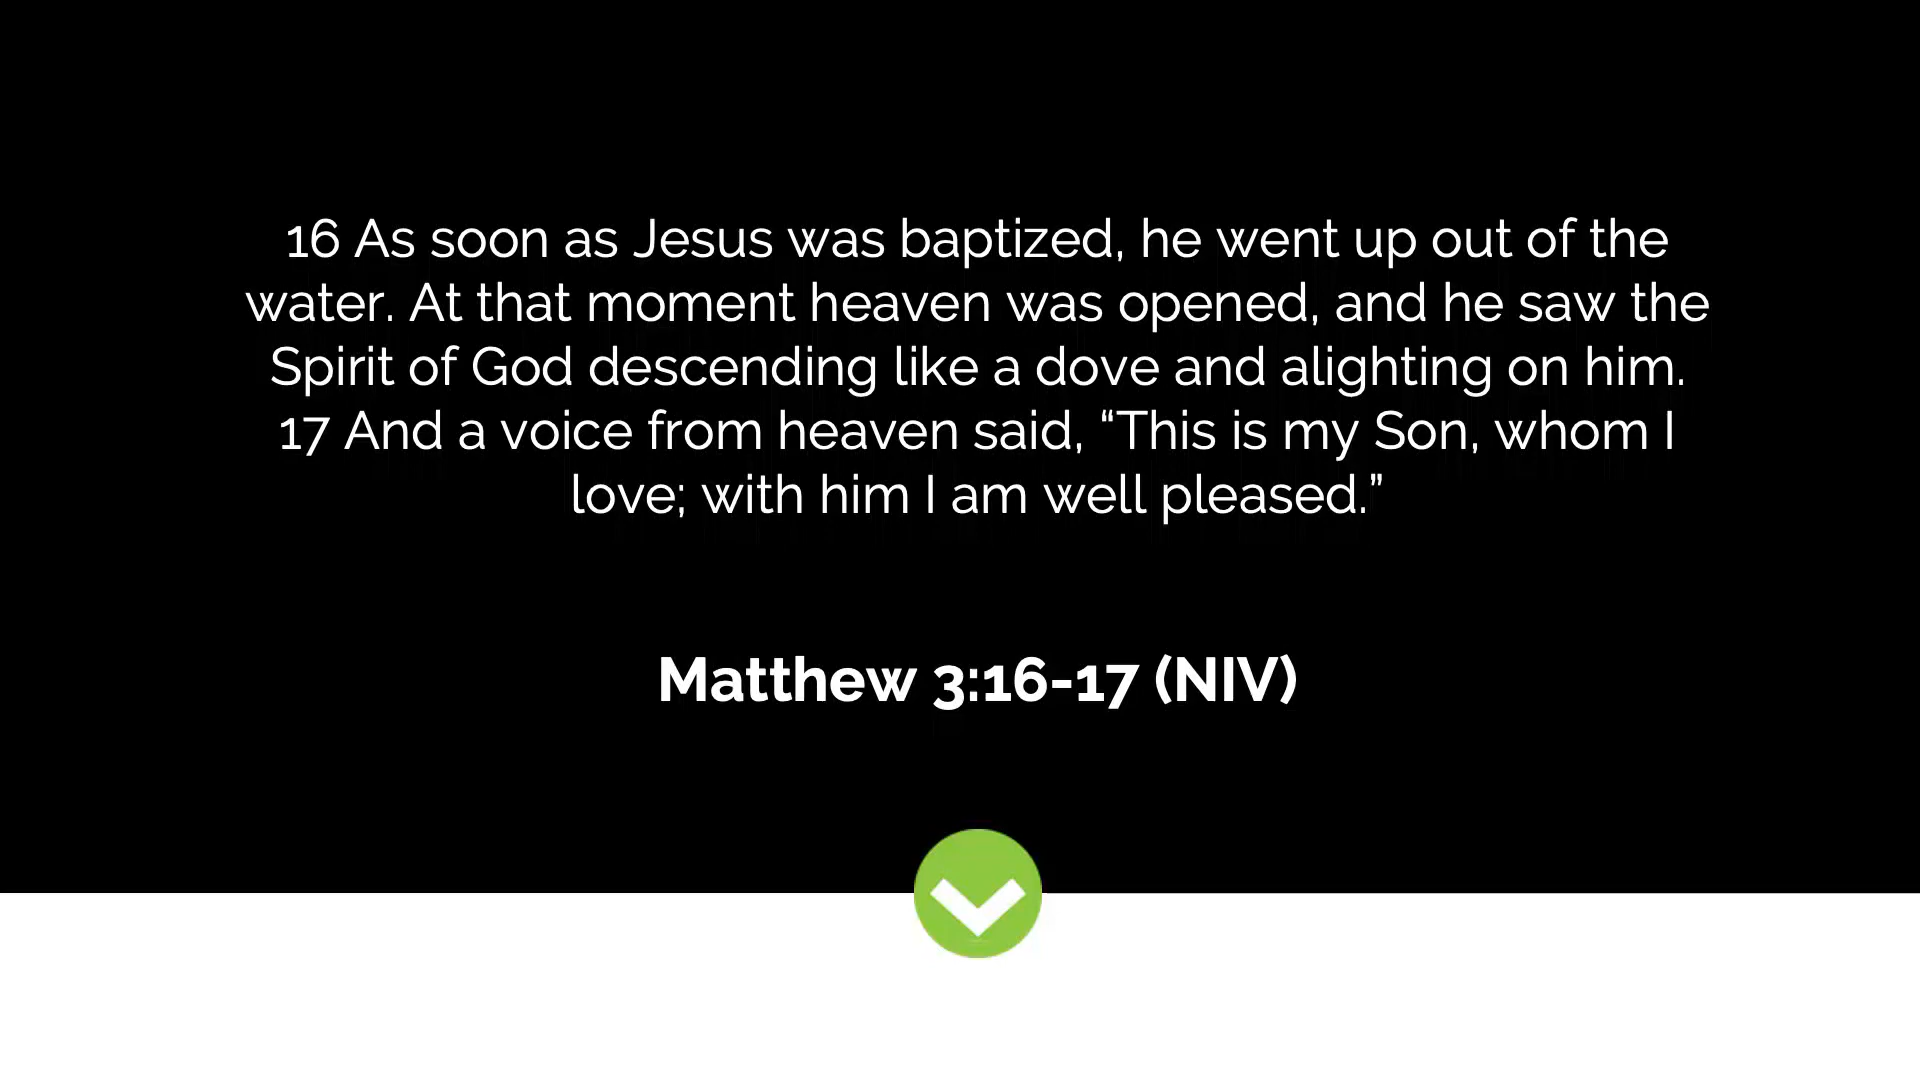 16 As soon as Jesus was baptized, he went up out of the
water. At that moment heaven was opened, and he saw the
Spirit of God descending like a dove and alighting on him.
17 And a voice from heaven said, “This is my Son, whom I
love; with him I am well pleased.”
Matthew 3:16-17 (NIV)